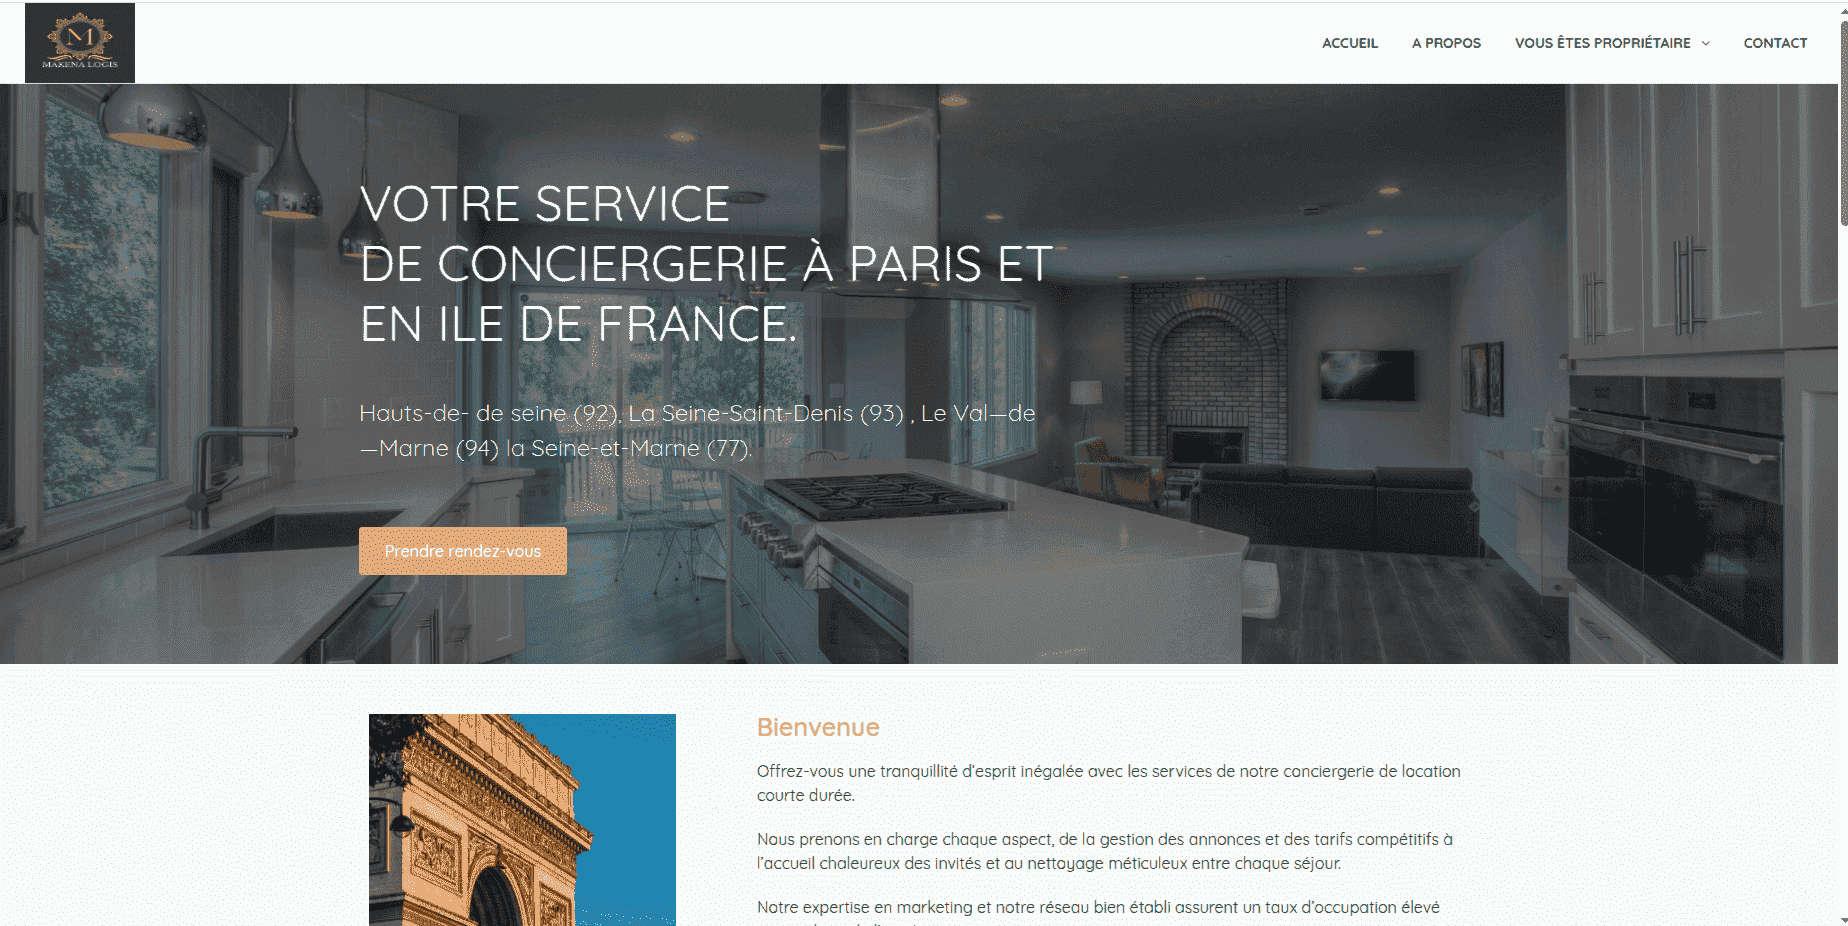 M
MAKENA LOGIS
ACCUEIL
A PROPOS
VOUS ÊTES PROPRIÉTAIRE
CONTACT
VOTRE SERVICE
DE CONCIERGERIE À PARIS ET
EN ILE DE FRANCE.
Hauts-de- de seine (92), La Seine-Saint-Denis (93) , Le Val—de
—Marne (94) la Seine-et-Marne (77).
Prendre rendez-vous
Bienvenue
Offrez-vous une tranquillité d’esprit inégalée avec les services de notre conciergerie de location
courte durée.
Nous prenons en charge chaque aspect, de la gestion des annonces et des tarifs compétitifs à
l’accueil chaleureux des invités et au nettoyage méticuleux entre chaque séjour.
Notre expertise en marketing et notre réseau bien établi assurent un taux d’occupation élevé